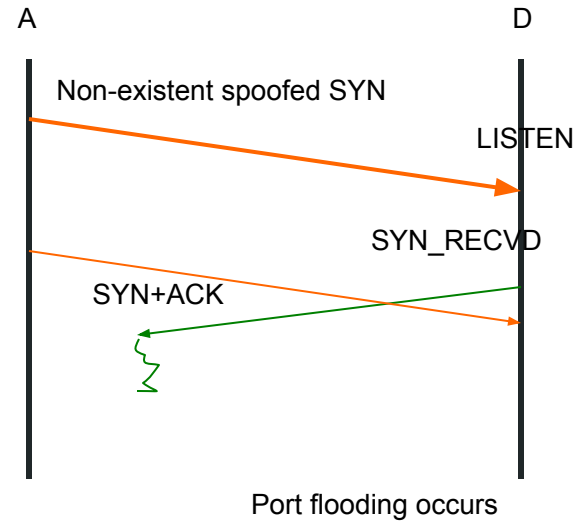 A
D
Non-existent spoofed SYN
LISTEN
SYN_RECVD
SYN+ACK
Port flooding occurs